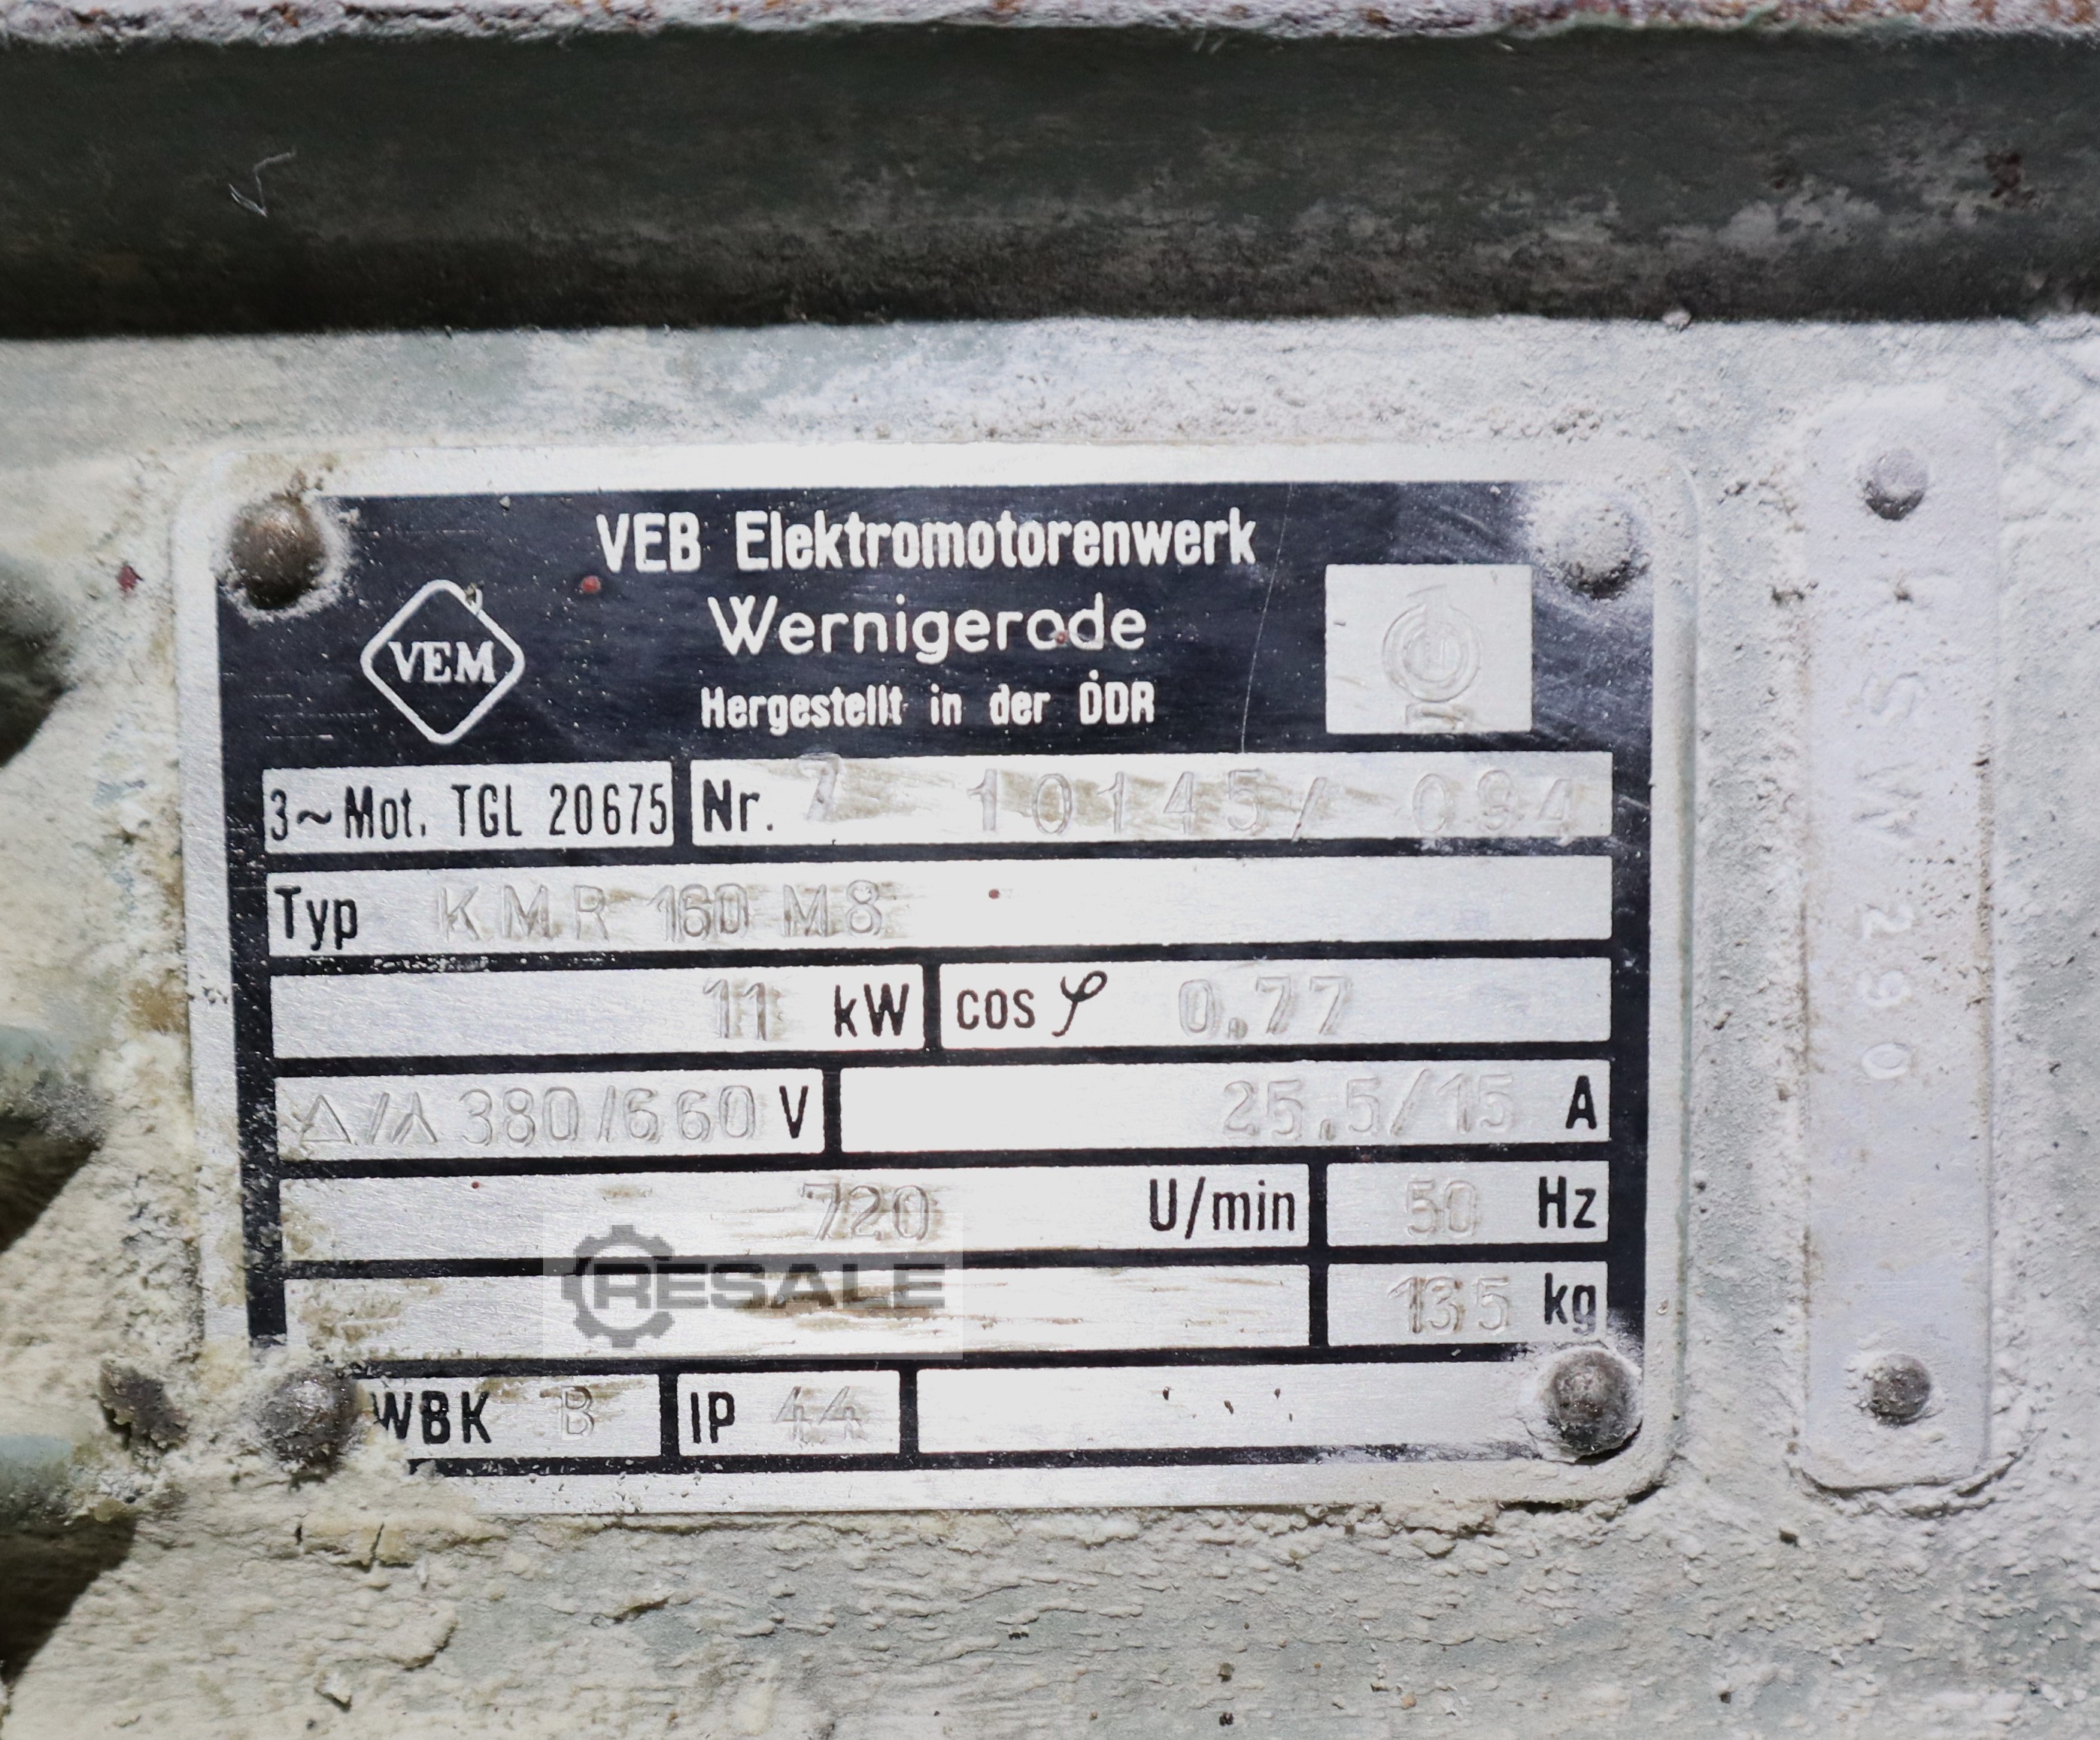 VEB Elektromotorenwerk
VEM
Wernigerode
Hergestellt in der DDR
3~Mot. TGL 20675 Nr. 7 10145/ 094
Typ KMR 160 M8
11 kW cos φ 0,77
△/⅄ 380/660 V 25,5/15 A
720 U/min 50 Hz
RESALE
135 kg
WBK B IP 44
KSW 290